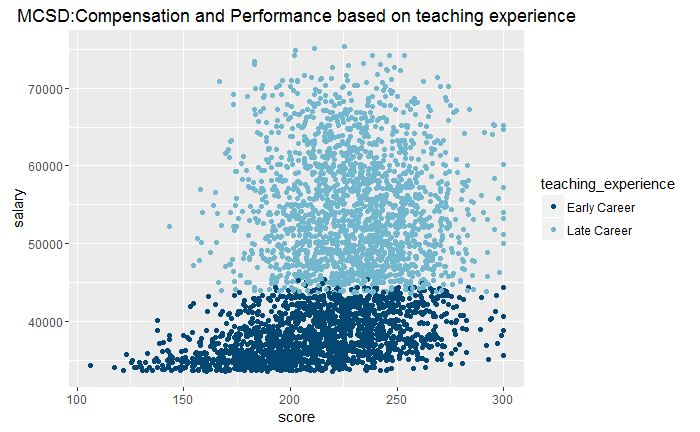 MCSD:Compensation and Performance based on teaching experience
70000
60000
50000
40000
salary
100
150
200
250
300
score
teaching_experience
Early Career
Late Career